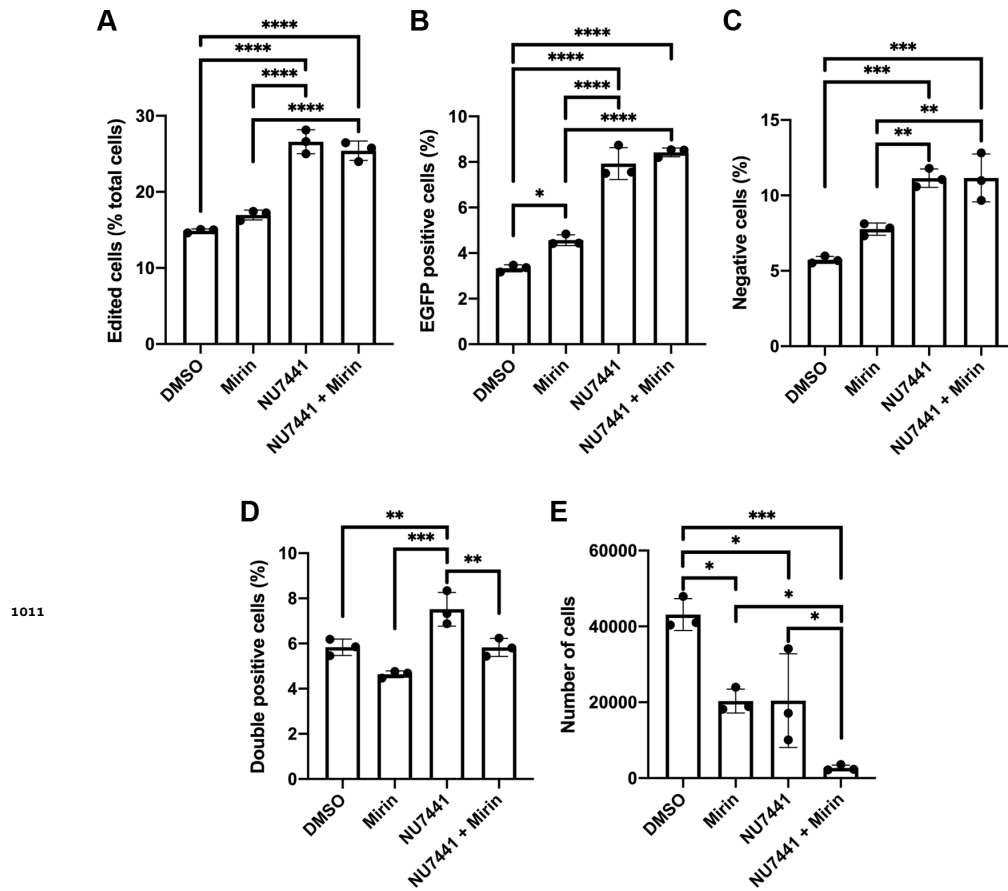 A
B
C
****
****
****
****
Edited cells (% total cells)
30
20
10
0
DMSO
Mirin
NU7441
NU7441 + Mirin
****
****
****
****
*
EGFP positive cells (%)
10
8
6
4
2
0
DMSO
Mirin
NU7441
NU7441 + Mirin
***
***
**
**
Negative cells (%)
15
10
5
0
DMSO
Mirin
NU7441
NU7441 + Mirin
D
E
**
***
**
Double positive cells (%)
10
8
6
4
2
0
DMSO
Mirin
NU7441
NU7441 + Mirin
***
*
*
*
*
Number of cells
60000
40000
20000
0
DMSO
Mirin
NU7441
NU7441 + Mirin
1011